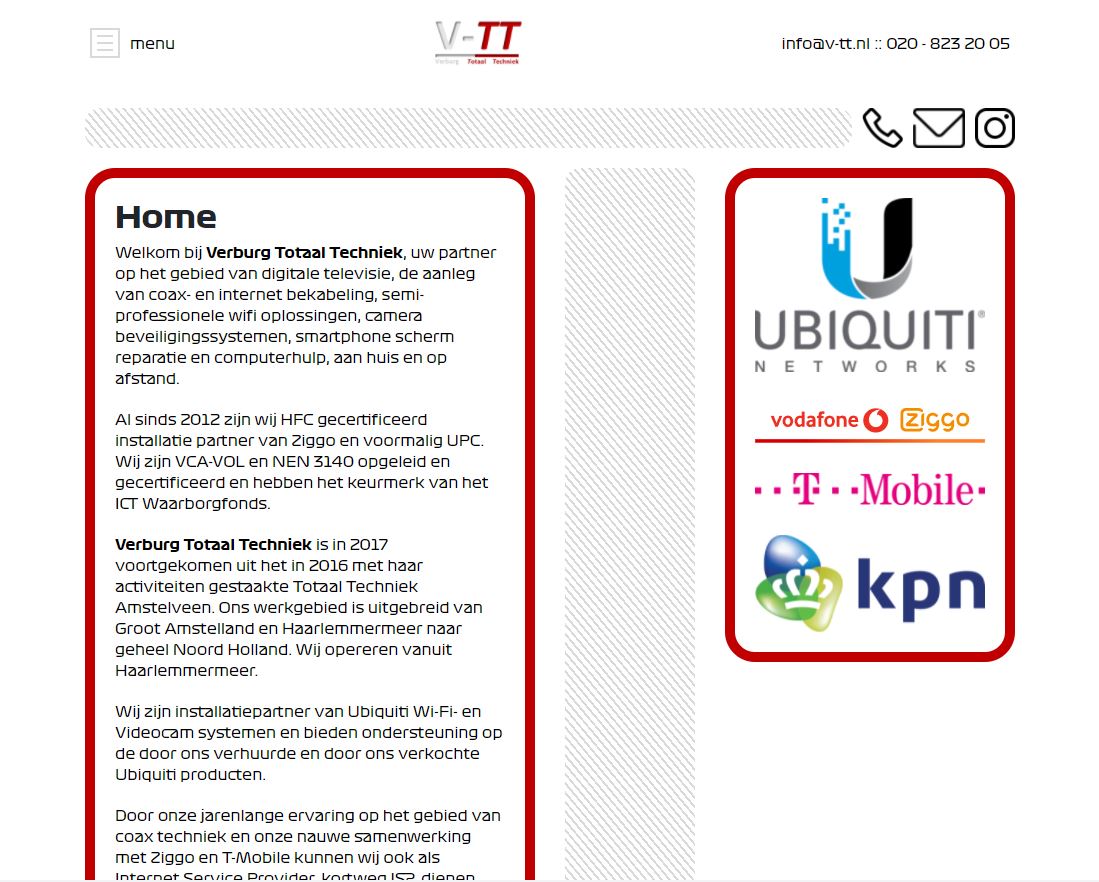 menu
V-TT
Verburg Totaal Techniek
info@v-tt.nl :: 020 - 823 20 05
Home
Welkom bij Verburg Totaal Techniek, uw partner
op het gebied van digitale televisie, de aanleg
van coax- en internet bekabeling, semi-
professionele wifi oplossingen, camera
beveiligingssystemen, smartphone scherm
reparatie en computerhulp, aan huis en op
afstand.
Al sinds 2012 zijn wij HFC gecertificeerd
installatie partner van Ziggo en voormalig UPC.
Wij zijn VCA-VOL en NEN 3140 opgeleid en
gecertificeerd en hebben het keurmerk van het
ICT Waarborgfonds.
Verburg Totaal Techniek is in 2017
voortgekomen uit het in 2016 met haar
activiteiten gestaakte Totaal Techniek
Amstelveen. Ons werkgebied is uitgebreid van
Groot Amstelland en Haarlemmermeer naar
geheel Noord Holland. Wij opereren vanuit
Haarlemmermeer.
Wij zijn installatiepartner van Ubiquiti Wi-Fi- en
Videocam systemen en bieden ondersteuning op
de door ons verhuurde en door ons verkochte
Ubiquiti producten.
Door onze jarenlange ervaring op het gebied van
coax techniek en onze nauwe samenwerking
met Ziggo en T-Mobile kunnen wij ook als
Internet Service Provider, kortweg IS?, dienen
UBIQUITI®
NETWORKS
vodafone ziggo
T-Mobile
kpn